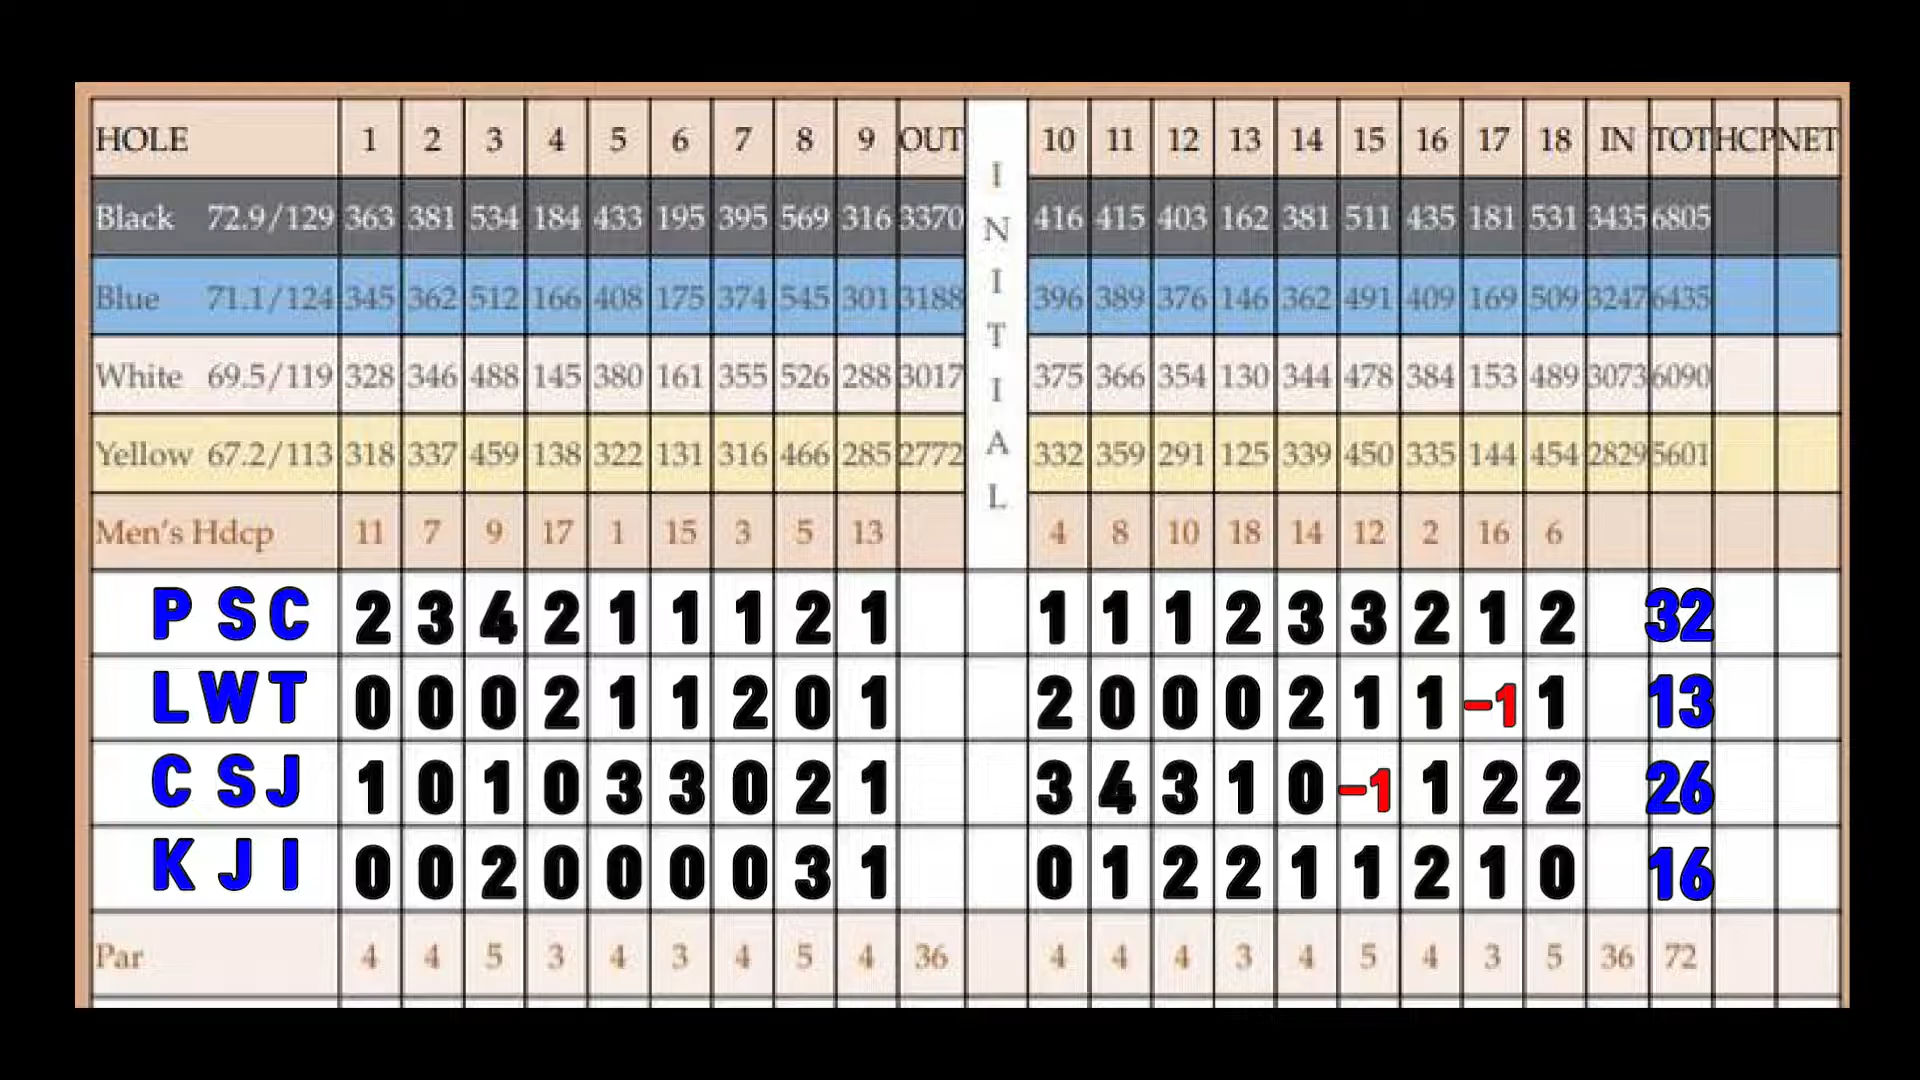 HOLE 1 2 3 4 5 6 7 8 9 OUT INITIAL 10 11 12 13 14 15 16 17 18 IN TOT HCP NET
Black 72.9/129 363 381 534 184 433 195 395 569 316 3370 416 415 403 162 381 511 435 181 531 3435 6805
Blue 71.1/124 345 362 512 166 408 175 374 545 301 3188 396 389 376 146 362 491 409 169 509 3247 6435
White 69.5/119 328 346 488 145 380 161 355 526 288 3017 375 366 354 130 344 478 384 153 489 3073 6090
Yellow 67.2/113 318 337 459 138 322 131 316 466 285 2772 332 359 291 125 339 450 335 144 454 2829 5601
Men's Hdcp 11 7 9 17 1 15 3 5 13 4 8 10 18 14 12 2 16 6
P S C 2 3 4 2 1 1 1 2 1 1 1 1 2 3 3 2 1 2 32
L W T 0 0 0 2 1 1 2 0 1 2 0 0 0 2 1 1 -1 1 13
C S J 1 0 1 0 3 3 0 2 1 3 4 3 1 0 -1 1 2 2 26
K J I 0 0 2 0 0 0 0 3 1 0 1 2 2 1 1 2 1 0 16
Par 4 4 5 3 4 3 4 5 4 36 4 4 4 3 4 5 4 3 5 36 72